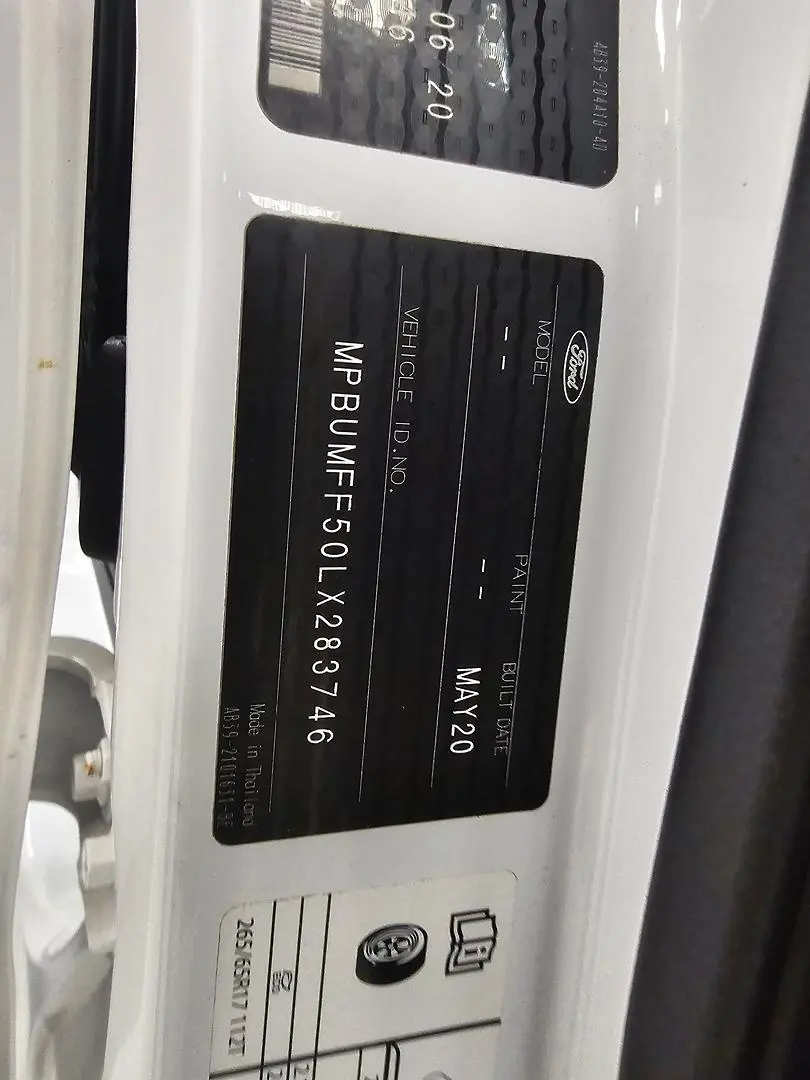 AB39-204A10-AD
06/20
Ford
MODEL PAINT BUILT DATE
-- -- MAY20
VEHICLE ID.NO.
MPBUMFF50LX283746
Made in Thailand
265/65R17 112T